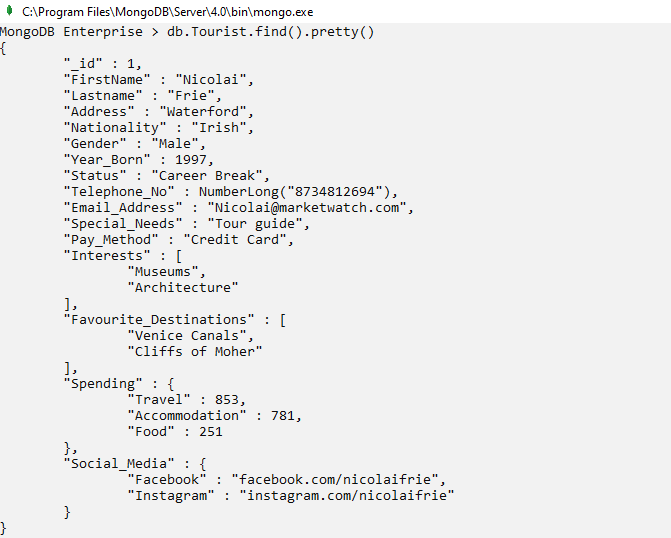 C:\Program Files\MongoDB\Server\4.0\bin\mongo.exe
MongoDB Enterprise > db.Tourist.find().pretty()
{
        "_id" : 1,
        "FirstName" : "Nicolai",
        "Lastname" : "Frie",
        "Address" : "Waterford",
        "Nationality" : "Irish",
        "Gender" : "Male",
        "Year_Born" : 1997,
        "Status" : "Career Break",
        "Telephone_No" : NumberLong("8734812694"),
        "Email_Address" : "Nicolai@marketwatch.com",
        "Special_Needs" : "Tour guide",
        "Pay_Method" : "Credit Card",
        "Interests" : [
                "Museums",
                "Architecture"
        ],
        "Favourite_Destinations" : [
                "Venice Canals",
                "Cliffs of Moher"
        ],
        "Spending" : {
                "Travel" : 853,
                "Accommodation" : 781,
                "Food" : 251
        },
        "Social_Media" : {
                "Facebook" : "facebook.com/nicolaifrie",
                "Instagram" : "instagram.com/nicolaifrie"
        }
}